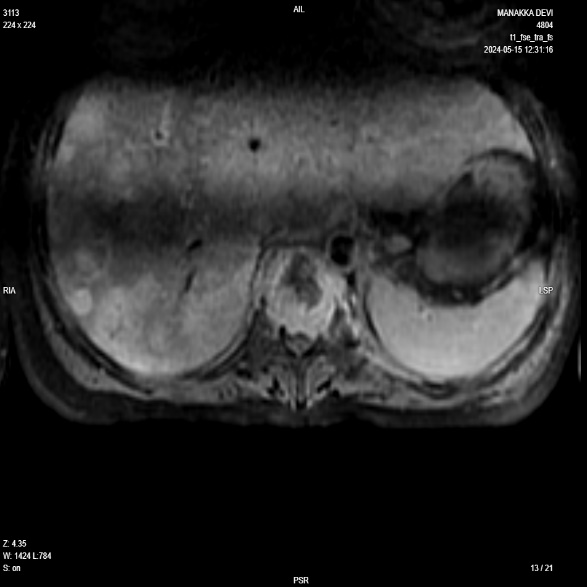 3113
224 x 224
AIL
MANAKKA DEVI
4804
t1_fse_tra_fs
2024-05-15 12:31:16
RIA
LSP
Z: 4.35
W: 1424 L:784
S: on
PSR
13 / 21